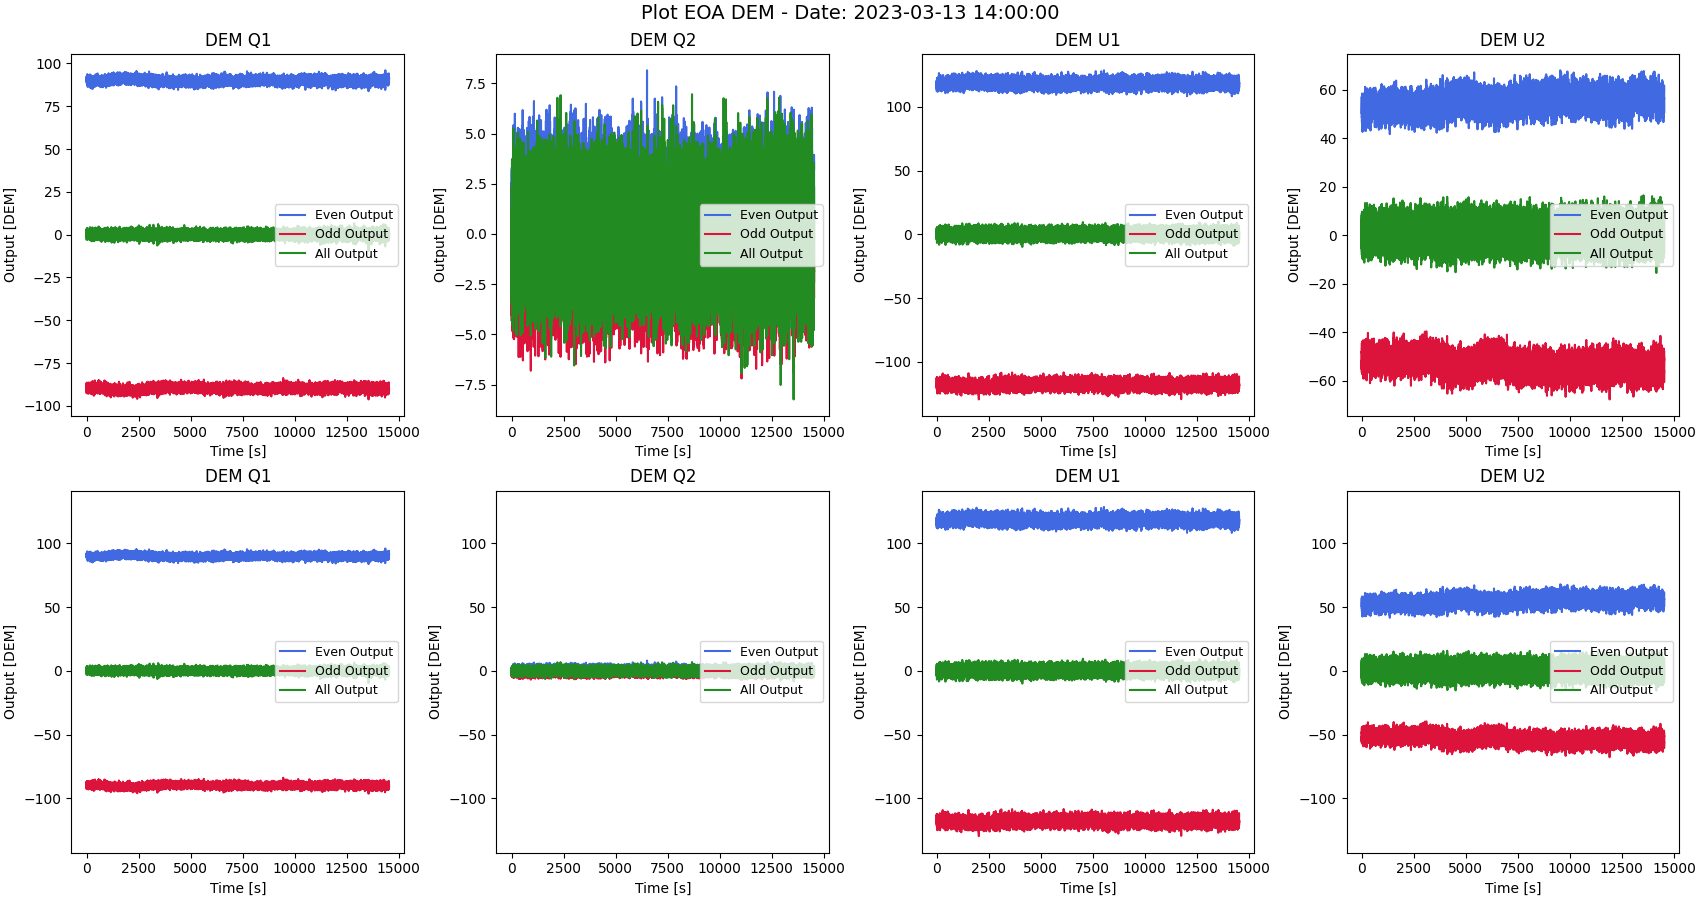 Plot EOA DEM - Date: 2023-03-13 14:00:00
DEM Q1
DEM Q2
DEM U1
DEM U2
Output [DEM]
100
75
50
25
0
−25
−50
−75
−100
Even Output
Odd Output
All Output
0 2500 5000 7500 10000 12500 15000
Time [s]
Output [DEM]
7.5
5.0
2.5
0.0
−2.5
−5.0
−7.5
Even Output
Odd Output
All Output
0 2500 5000 7500 10000 12500 15000
Time [s]
Output [DEM]
100
50
0
−50
−100
Even Output
Odd Output
All Output
0 2500 5000 7500 10000 12500 15000
Time [s]
Output [DEM]
60
40
20
0
−20
−40
−60
Even Output
Odd Output
All Output
0 2500 5000 7500 10000 12500 15000
Time [s]
DEM Q1
DEM Q2
DEM U1
DEM U2
Output [DEM]
100
50
0
−50
−100
Even Output
Odd Output
All Output
0 2500 5000 7500 10000 12500 15000
Time [s]
Output [DEM]
100
50
0
−50
−100
Even Output
Odd Output
All Output
0 2500 5000 7500 10000 12500 15000
Time [s]
Output [DEM]
100
50
0
−50
−100
Even Output
Odd Output
All Output
0 2500 5000 7500 10000 12500 15000
Time [s]
Output [DEM]
100
50
0
−50
−100
Even Output
Odd Output
All Output
0 2500 5000 7500 10000 12500 15000
Time [s]